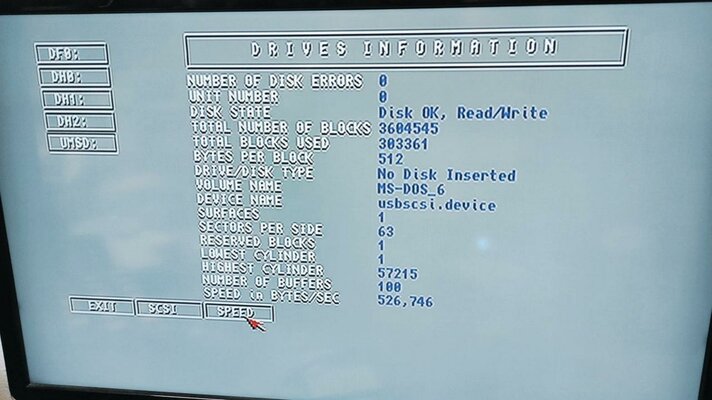 DRIVES INFORMATION
DF0:
DH0:
DH1:
DH2:
UMSD:
NUMBER OF DISK ERRORS 0
UNIT NUMBER 0
DISK STATE Disk OK, Read/Write
TOTAL NUMBER OF BLOCKS 3604545
TOTAL BLOCKS USED 303361
BYTES PER BLOCK 512
DRIVE/DISK TYPE No Disk Inserted
VOLUME NAME MS-DOS_6
DEVICE NAME usbscsi.device
SURFACES 1
SECTORS PER SIDE 63
RESERVED BLOCKS 1
LOWEST CYLINDER 1
HIGHEST CYLINDER 57215
NUMBER OF BUFFERS 100
SPEED in BYTES/SEC 526,746
EXIT SCSI SPEED